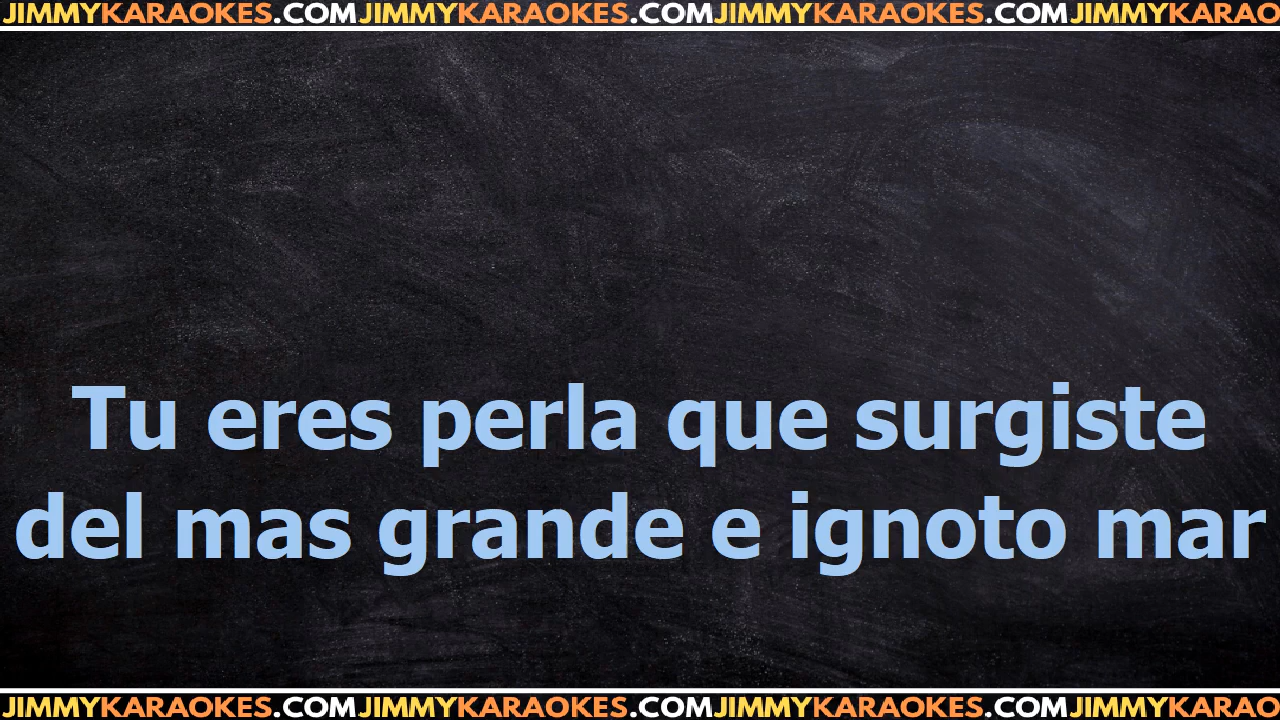 JIMMYKARAOKES.COMJIMMYKARAOKES.COMJIMMYKARAOKES.COMJIMMYKARAO
Tu eres perla que surgiste
del mas grande e ignoto mar
JIMMYKARAOKES.COMJIMMYKARAOKES.COMJIMMYKARAOKES.COMJIMMYKARAO